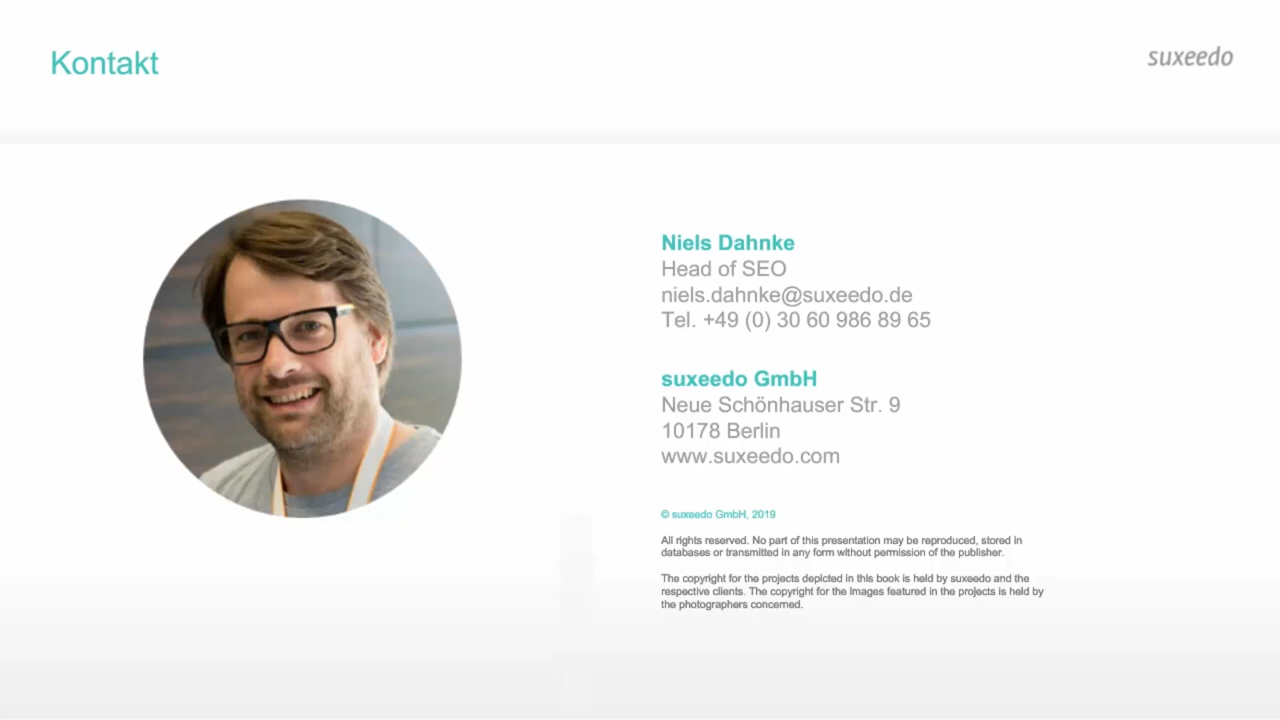 Kontakt
suxeedo
Niels Dahnke
Head of SEO
niels.dahnke@suxeedo.de
Tel. +49 (0) 30 60 986 89 65
suxeedo GmbH
Neue Schönhauser Str. 9
10178 Berlin
www.suxeedo.com
© suxeedo GmbH, 2019
All rights reserved. No part of this presentation may be reproduced, stored in
databases or transmitted in any form without permission of the publisher.
The copyright for the projects depicted in this book is held by suxeedo and the
respective clients. The copyright for the images featured in the projects is held by
the photographers concerned.